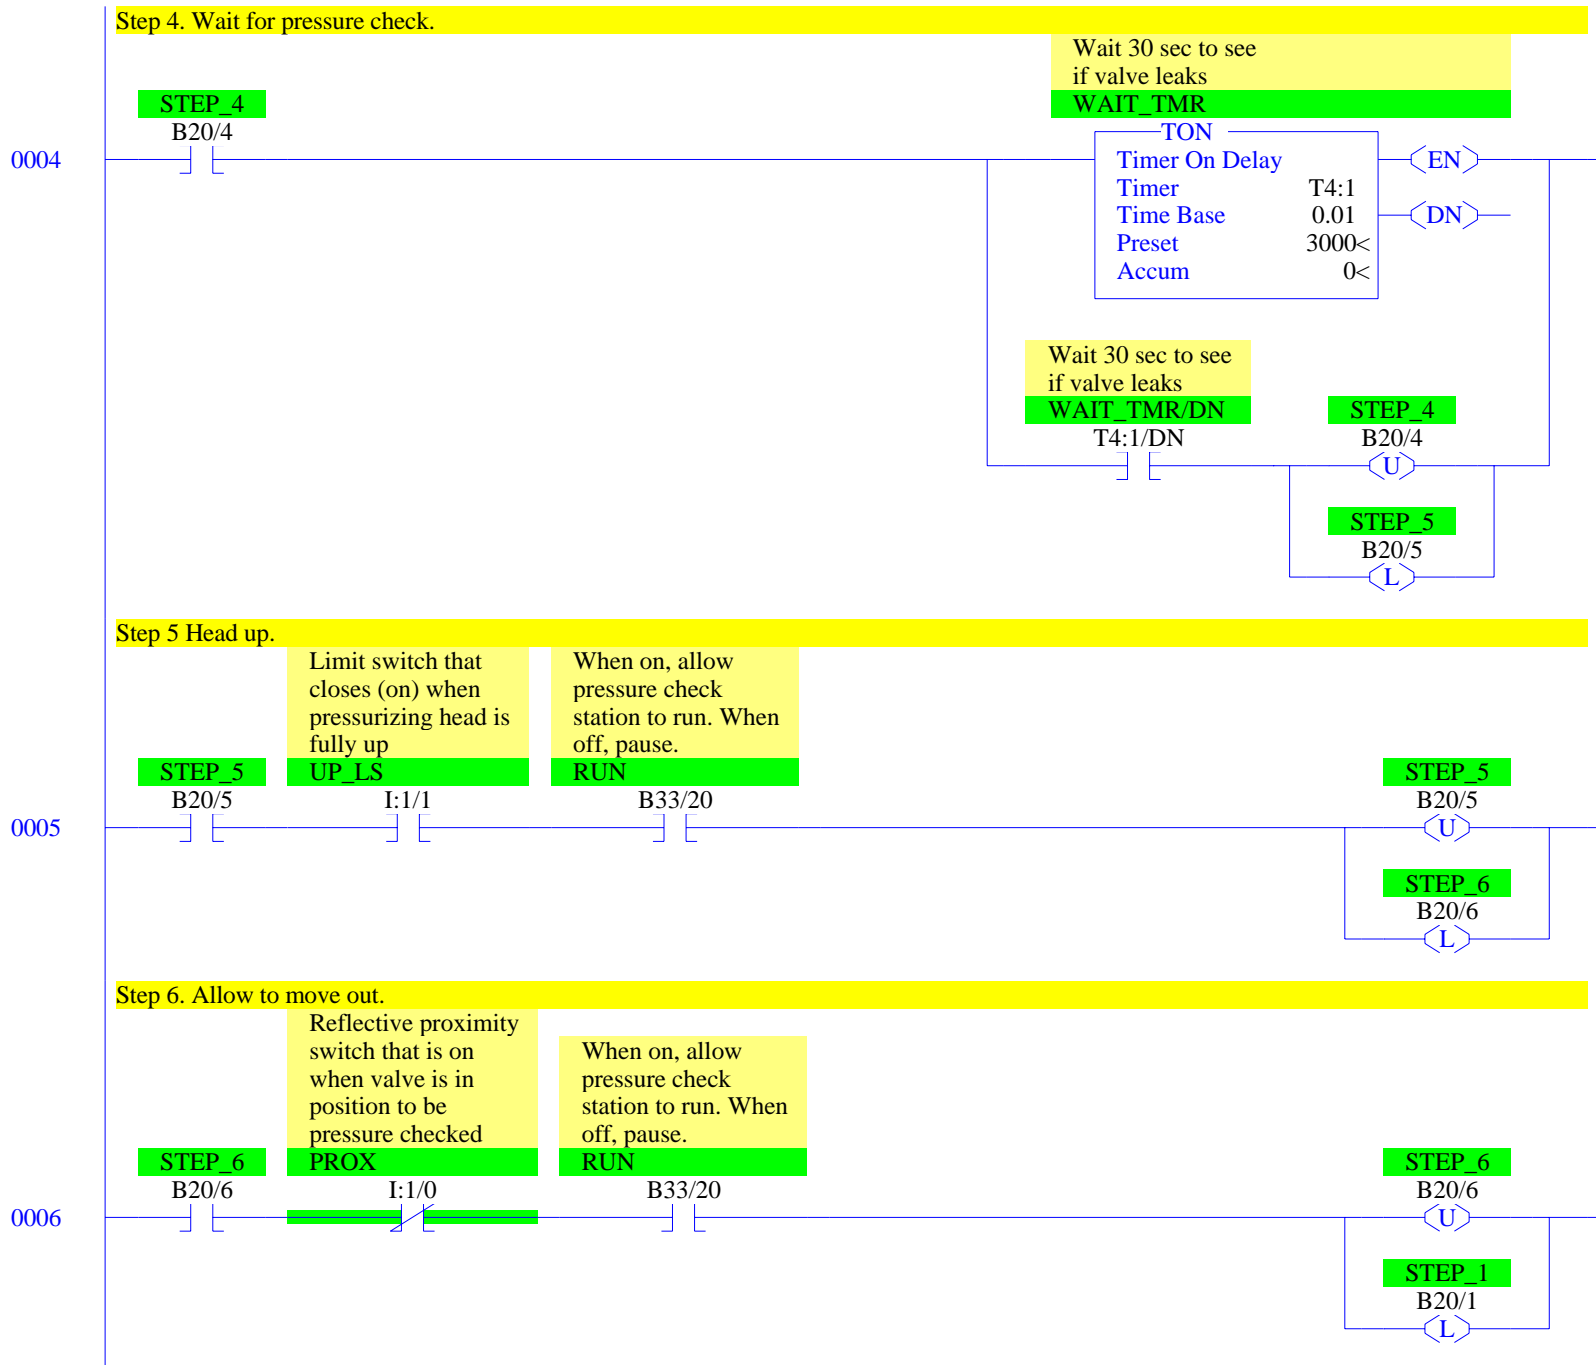 Step 4. Wait for pressure check.
Wait 30 sec to see
if valve leaks
STEP_4
WAIT_TMR
B20/4
TON
0004
Timer On Delay
EN
Timer T4:1
Time Base 0.01
DN
Preset 3000<
Accum 0<
Wait 30 sec to see
if valve leaks
WAIT_TMR/DN
STEP_4
T4:1/DN
B20/4
U
STEP_5
B20/5
L
Step 5 Head up.
Limit switch that
closes (on) when
pressurizing head is
fully up
When on, allow
pressure check
station to run. When
off, pause.
STEP_5
UP_LS
RUN
STEP_5
B20/5
I:1/1
B33/20
B20/5
0005
U
STEP_6
B20/6
L
Step 6. Allow to move out.
Reflective proximity
switch that is on
when valve is in
position to be
pressure checked
When on, allow
pressure check
station to run. When
off, pause.
STEP_6
PROX
RUN
STEP_6
B20/6
I:1/0
B33/20
B20/6
0006
U
STEP_1
B20/1
L